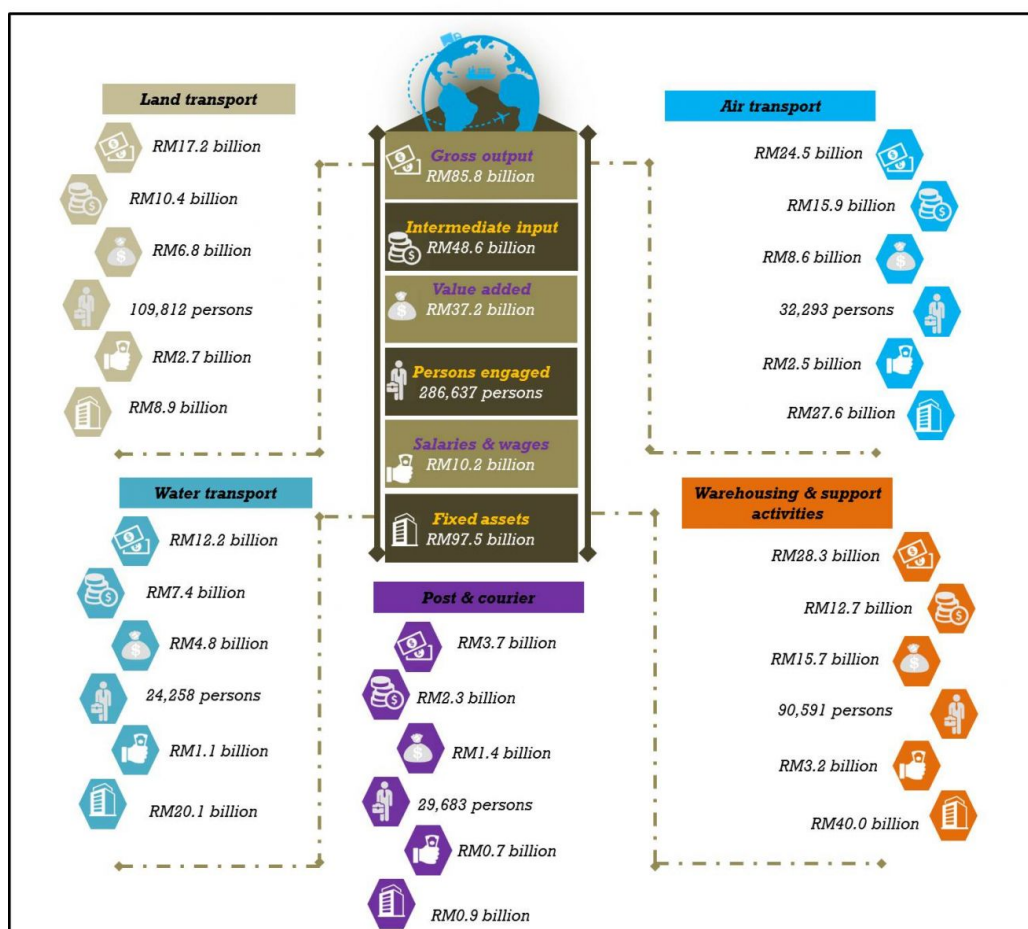 Land transport
RM17.2 billion
RM10.4 billion
RM6.8 billion
109,812 persons
RM2.7 billion
RM8.9 billion
Gross output
RM85.8 billion
Intermediate input
RM48.6 billion
Value added
RM37.2 billion
Persons engaged
286,637 persons
Salaries & wages
RM10.2 billion
Fixed assets
RM97.5 billion
Air transport
RM24.5 billion
RM15.9 billion
RM8.6 billion
32,293 persons
RM2.5 billion
RM27.6 billion
Water transport
RM12.2 billion
RM7.4 billion
RM4.8 billion
24,258 persons
RM1.1 billion
RM20.1 billion
Post & courier
RM3.7 billion
RM2.3 billion
RM1.4 billion
29,683 persons
RM0.7 billion
RM0.9 billion
Warehousing & support
activities
RM28.3 billion
RM12.7 billion
RM15.7 billion
90,591 persons
RM3.2 billion
RM40.0 billion